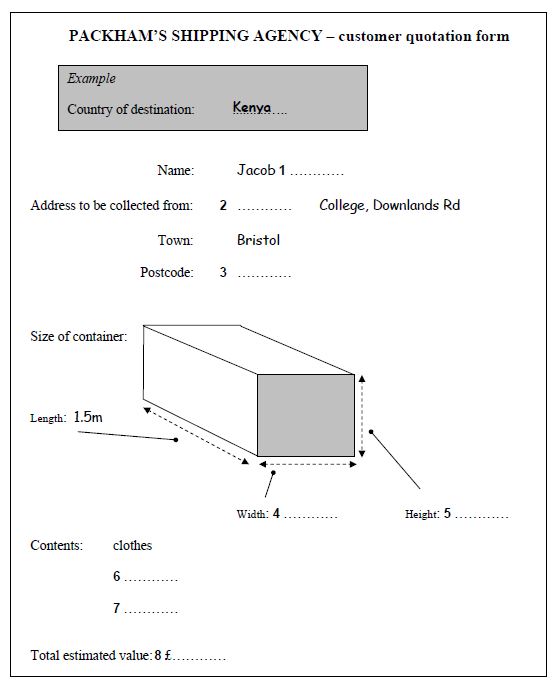 PACKHAM'S SHIPPING AGENCY – customer quotation form
Example
Country of destination: Kenya....
Name: Jacob 1 ............
Address to be collected from: 2 ............ College, Downlands Rd
Town: Bristol
Postcode: 3 ............
Size of container:
Length: 1.5m
Width: 4 ............
Height: 5 ............
Contents: clothes
6 ............
7 ............
Total estimated value: 8 £............